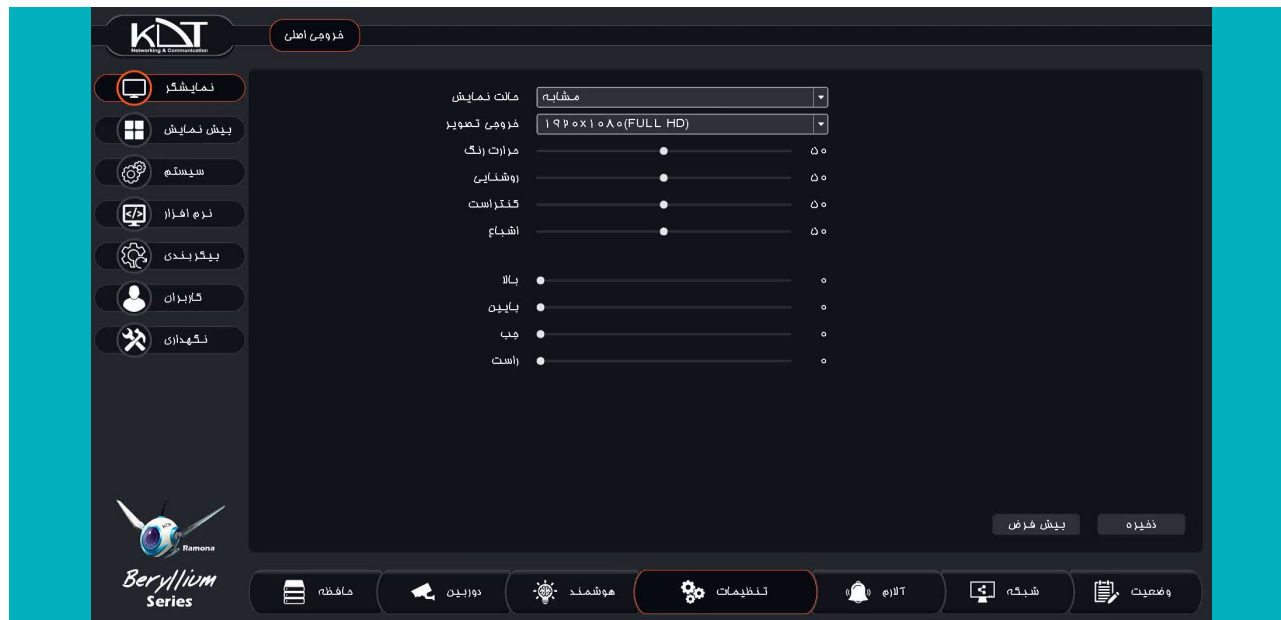 KDT
Networking & Communication
خروجی اصلی
نمایشگر
پیش نمایش
سیستم
نرم افزار
پیکربندی
کاربران
نگهداری
حالت نمایش مشابه
خروجی تصویر ۱۹۲۰x۱۰۸۰(FULL HD)
حرارت رنگ ۵۰
روشنایی ۵۰
کنتراست ۵۰
اشباع ۵۰
بالا ۰
پایین ۰
چپ ۰
راست ۰
ذخیره
پیش فرض
KDT
Ramona
Beryllium
Series
وضعیت
شبکه
آلارم
تنظیمات
هوشمند
دوربین
حافظه